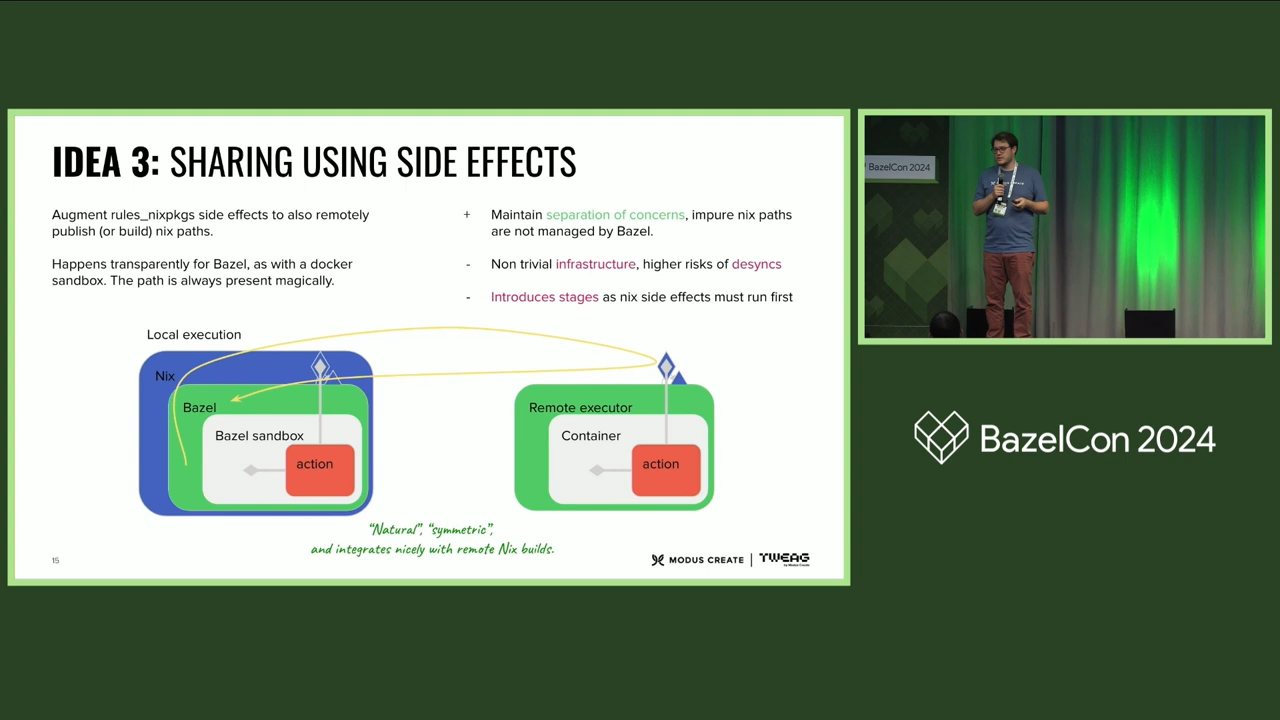 IDEA 3: SHARING USING SIDE EFFECTS
Augment rules_nixpkgs side effects to also remotely
publish (or build) nix paths.
Happens transparently for Bazel, as with a docker
sandbox. The path is always present magically.
+ Maintain separation of concerns, impure nix paths
are not managed by Bazel.
- Non trivial infrastructure, higher risks of desyncs
- Introduces stages as nix side effects must run first
Local execution
Nix
Bazel
Bazel sandbox
action
Remote executor
Container
action
“Natural”, “symmetric”,
and integrates nicely with remote Nix builds.
15
MODUS CREATE | TWEAG
by Modus Create
BazelCon 2024
BazelCon 2024